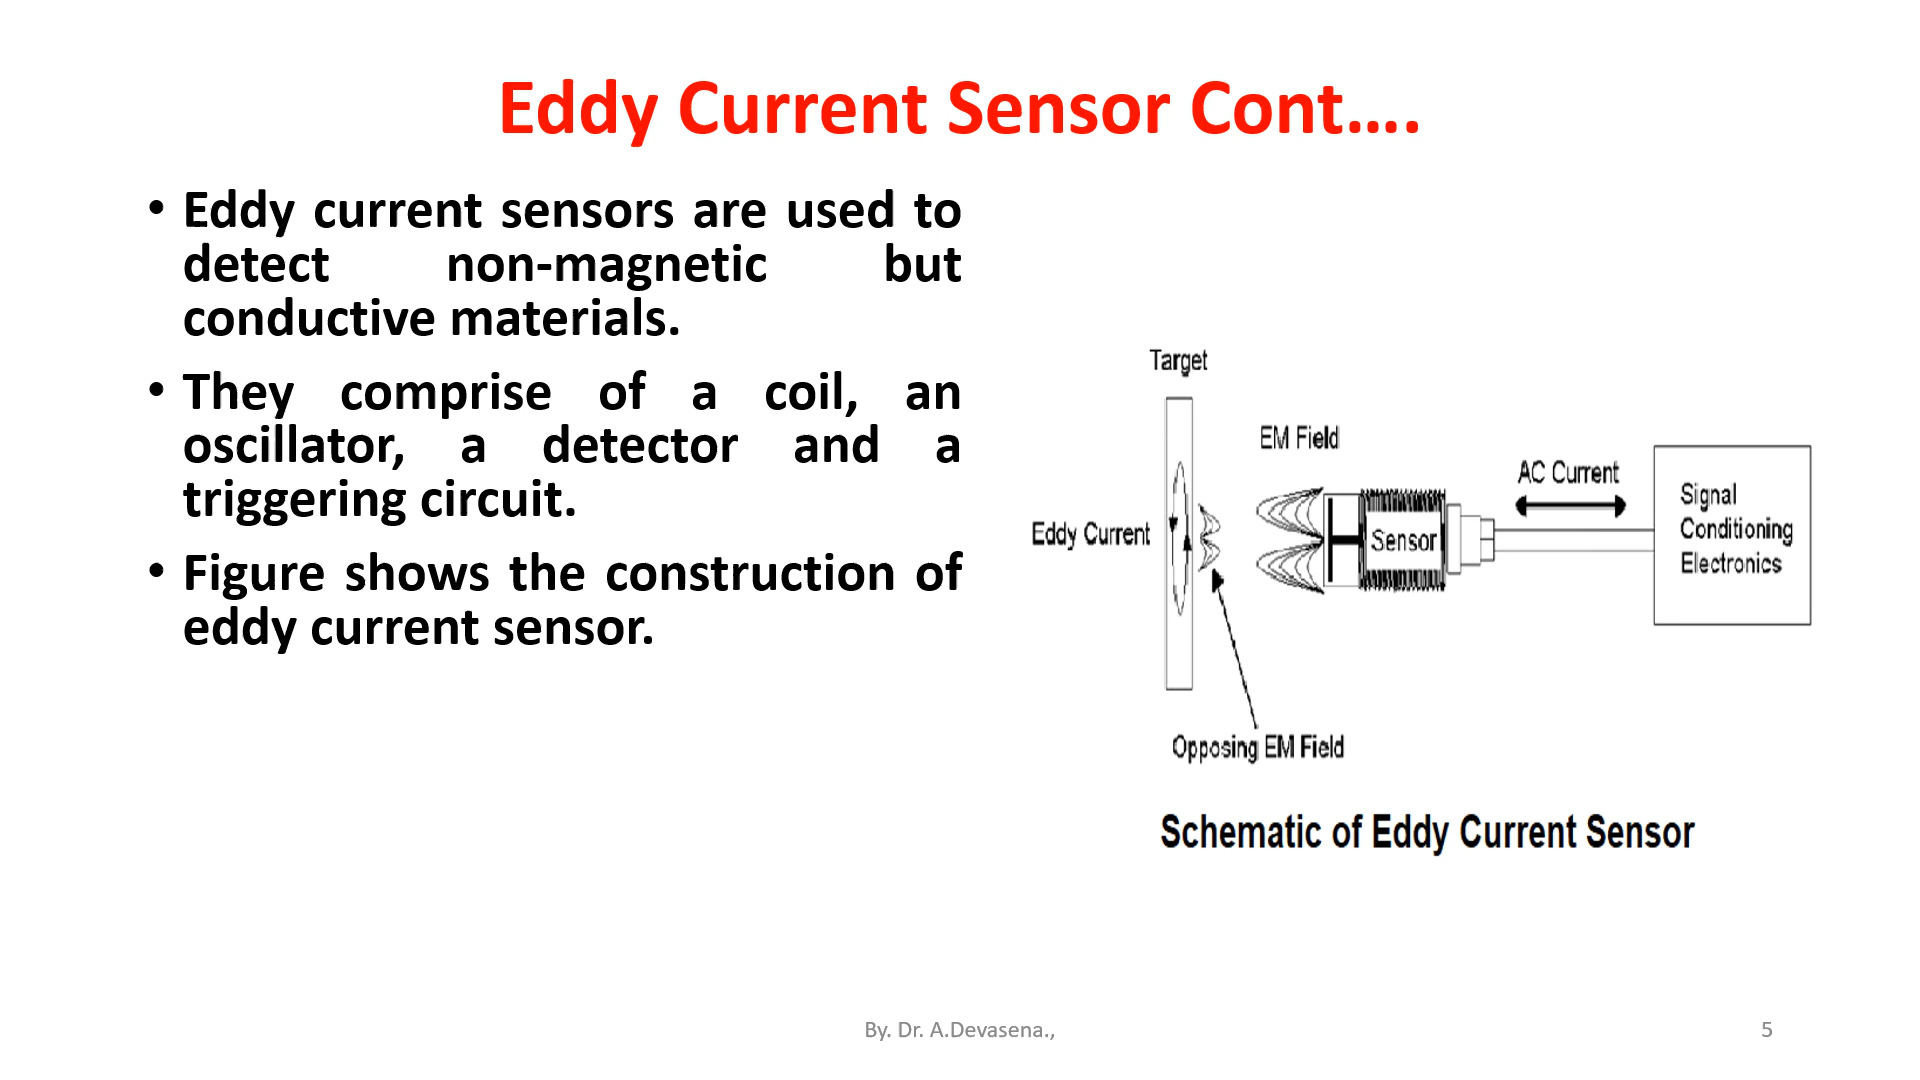 Eddy Current Sensor Cont....
• Eddy current sensors are used to
detect non-magnetic but
conductive materials.
• They comprise of a coil, an
oscillator, a detector and a
triggering circuit.
• Figure shows the construction of
eddy current sensor.
Target
EM Field
AC Current
Signal
Conditioning
Electronics
Eddy Current
Sensor
Opposing EM Field
Schematic of Eddy Current Sensor
By. Dr. A.Devasena.,
5